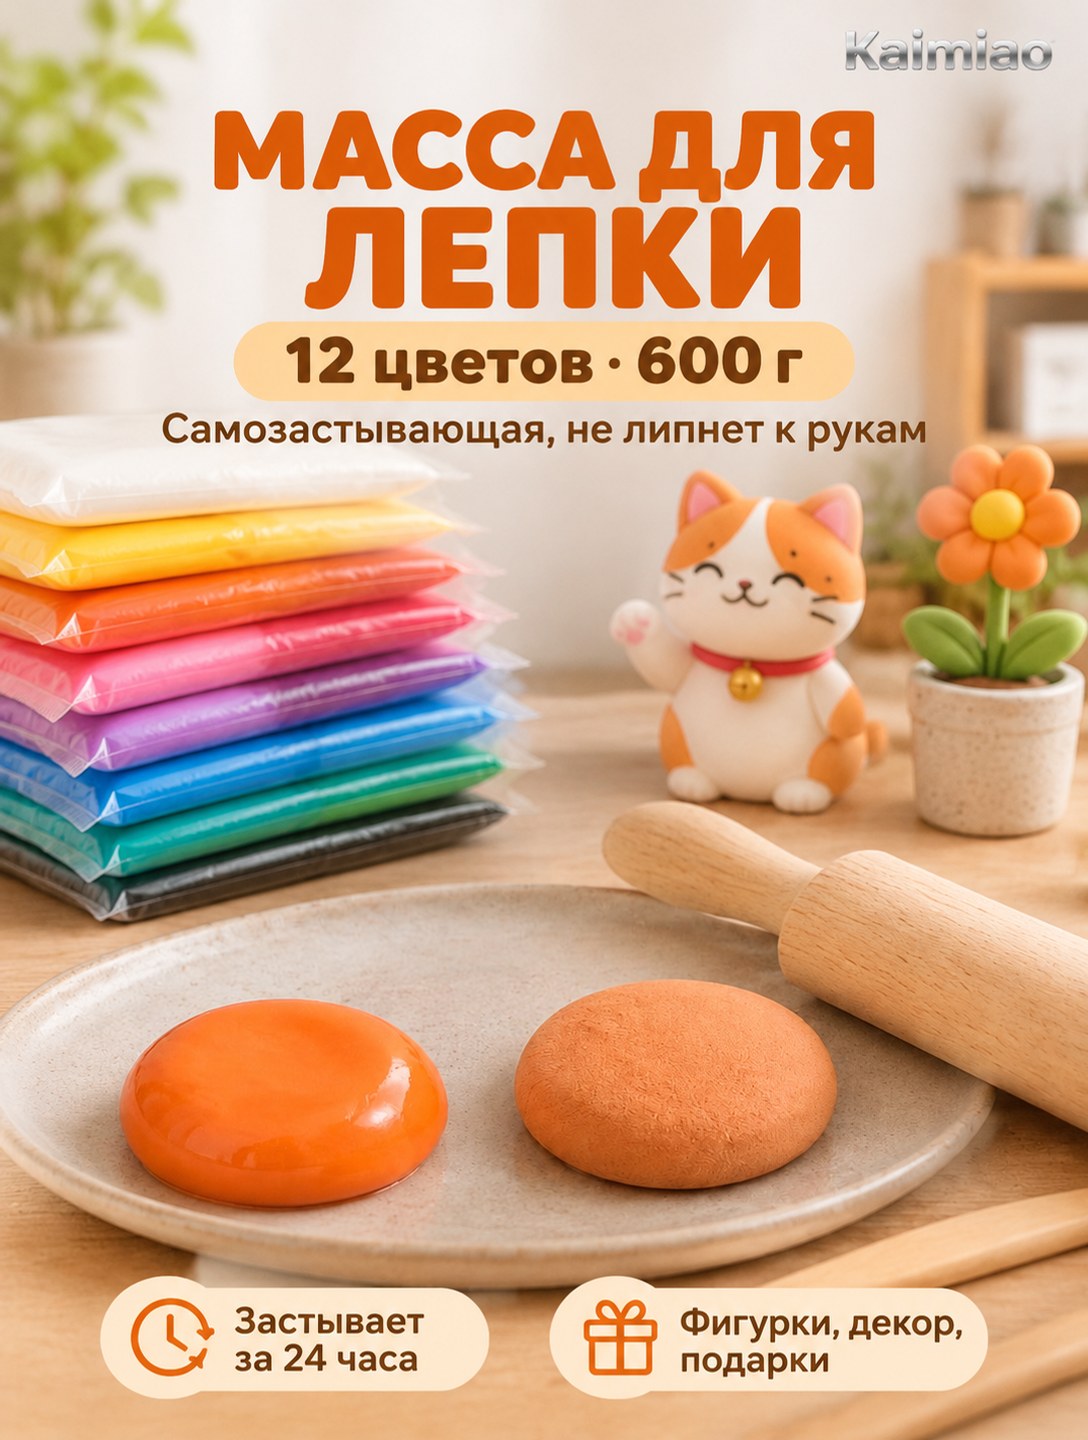 Kaimiao
МАССА ДЛЯ
ЛЕПКИ
12 цветов · 600 г
Самозастывающая, не липнет к рукам
Застывает
за 24 часа
Фигурки, декор,
подарки